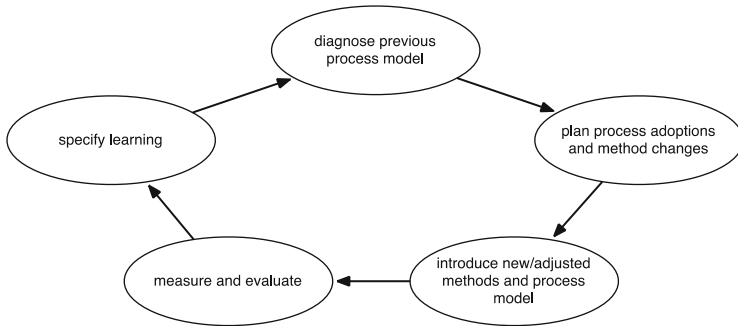 diagnose previous
process model
plan process adoptions
and method changes
introduce new/adjusted
methods and process
model
measure and evaluate
specify learning